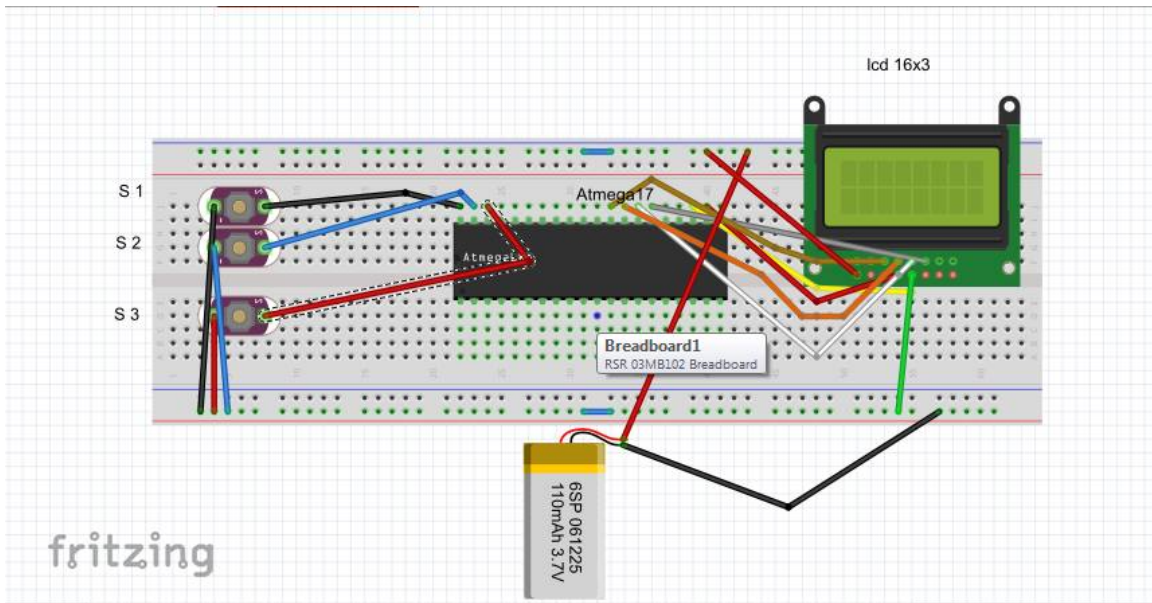 lcd 16x3
S 1
Atmega17
S 2
Atmega
S 3
Breadboard1
RSR 03MB102 Breadboard
6SP 061225
110mAh 3.7V
fritzing